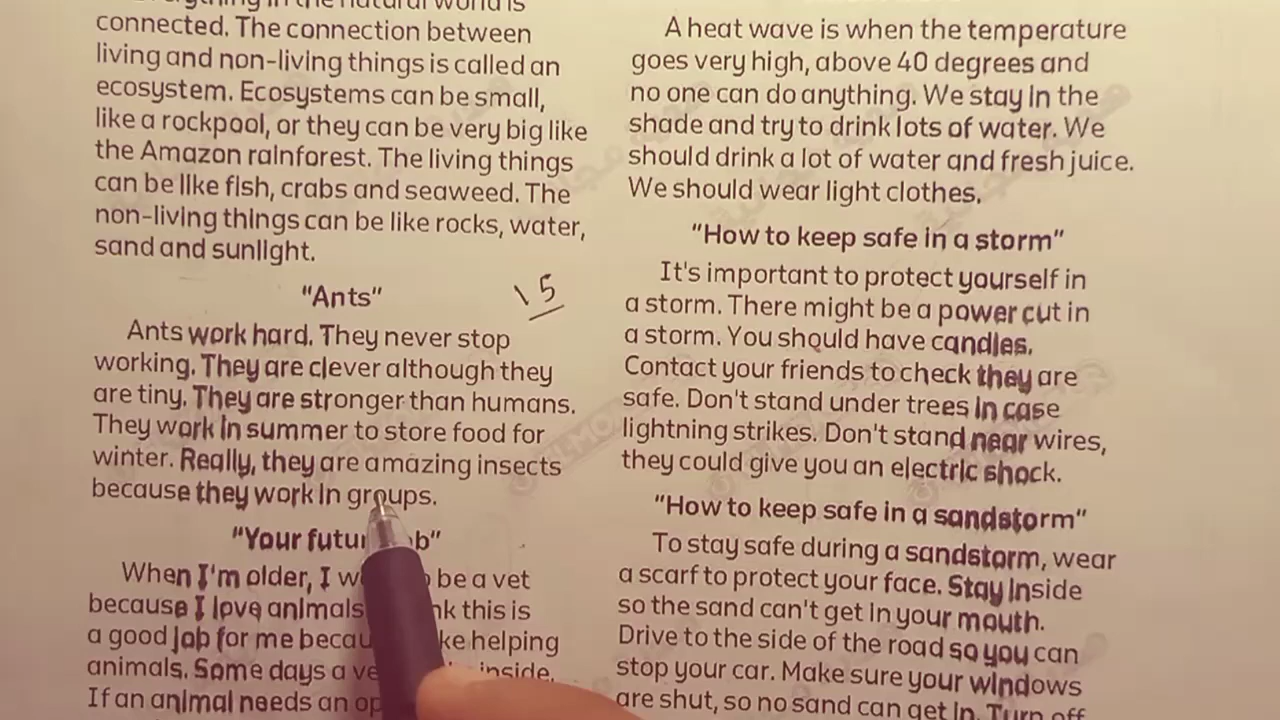 Everything in the natural world is
connected. The connection between
living and non-living things is called an
ecosystem. Ecosystems can be small,
like a rockpool, or they can be very big like
the Amazon rainforest. The living things
can be like fish, crabs and seaweed. The
non-living things can be like rocks, water,
sand and sunlight.
"Ants"
15
Ants work hard. They never stop
working. They are clever although they
are tiny. They are stronger than humans.
They work in summer to store food for
winter. Really, they are amazing insects
because they work in groups.
"Your
When I'm older, I be a vet
because I love animals this is
a good job for me helping
animals. Some days a inside.
If an animal needs an
A heat wave is when the temperature
goes very high, above 40 degrees and
no one can do anything. We stay in the
shade and try to drink lots of water. We
should drink a lot of water and fresh juice.
We should wear light clothes.
"How to keep safe in a storm"
It's important to protect yourself in
a storm. There might be a power cut in
a storm. You should have candles.
Contact your friends to check they are
safe. Don't stand under trees in case
lightning strikes. Don't stand near wires,
they could give you an electric shock.
"How to keep safe in a sandstorm"
To stay safe during a sandstorm, wear
a scarf to protect your face. Stay inside
so the sand can't get in your mouth.
Drive to the side of the road so you can
stop your car. Make sure your windows
are shut, so no sand can get in. Turn off